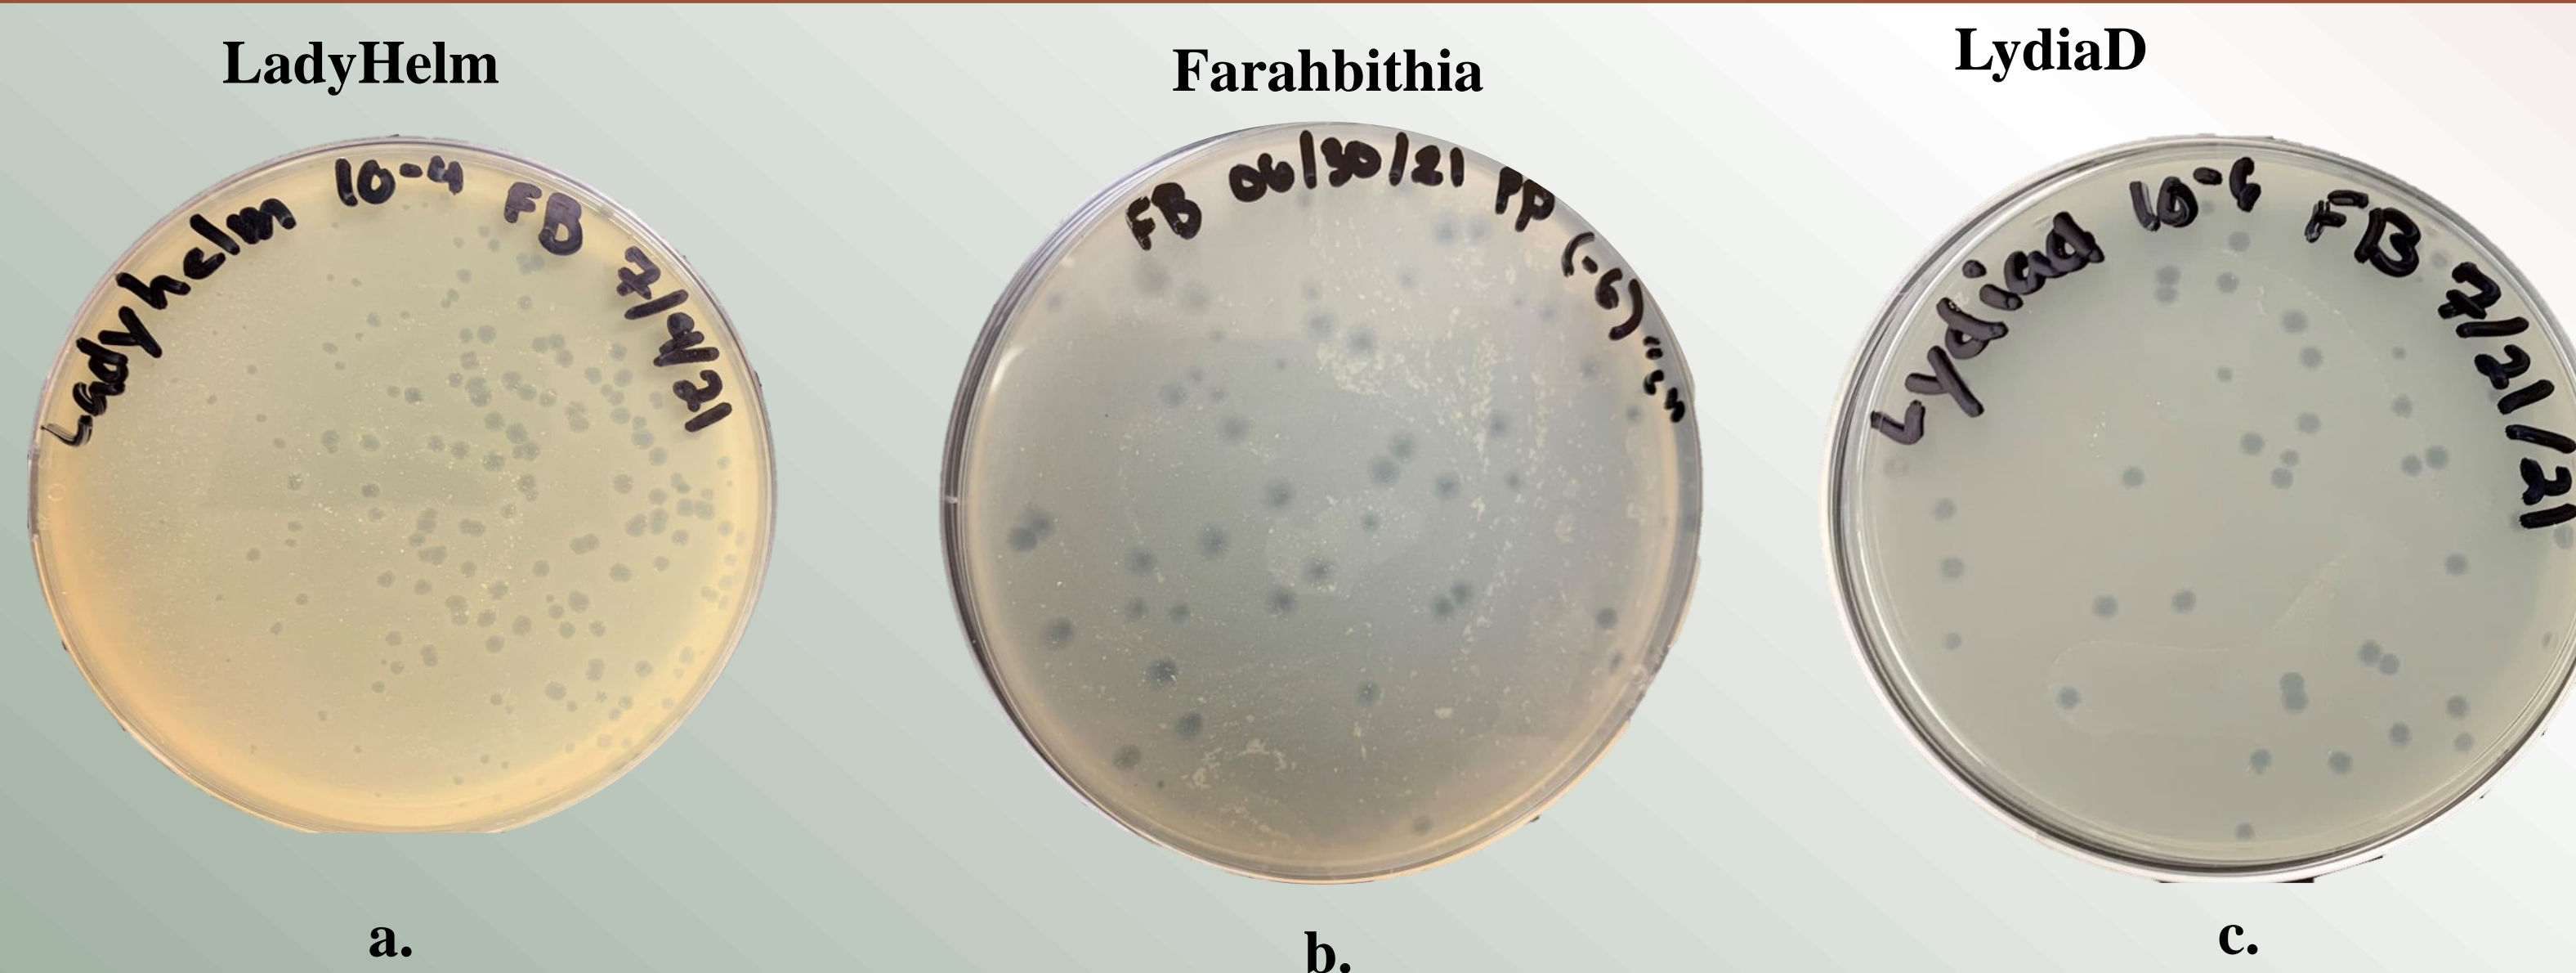 LadyHelm
Farahbithia
LydiaD
Ladyhelm 10-4 FB 7/21
FB 06/30/21 PP (-6)
Lydiad 10-6 FB 7/21/21
a.
b.
c.